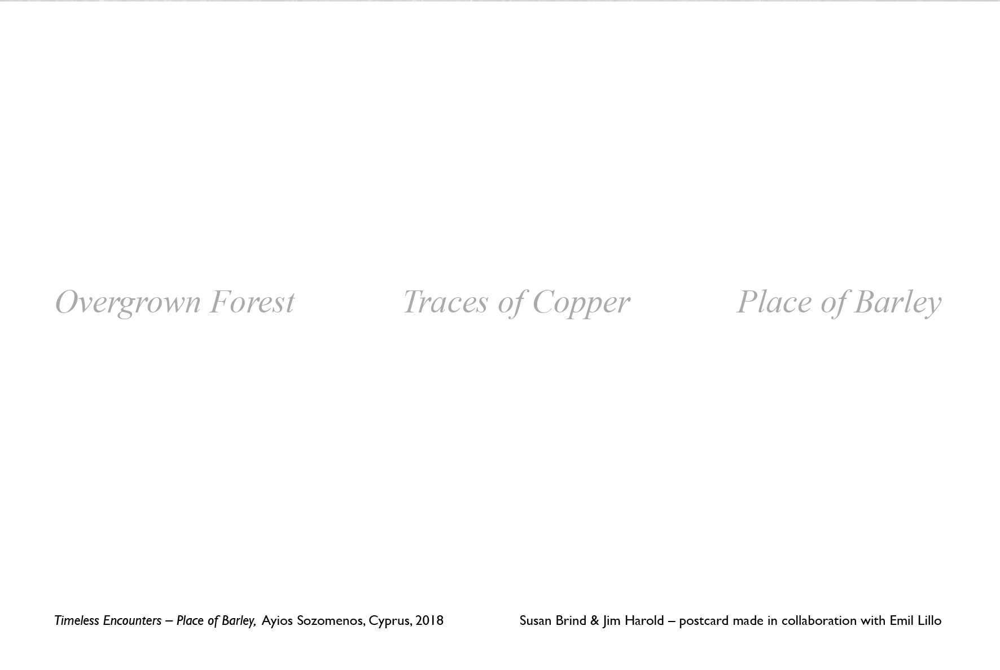 Overgrown Forest Traces of Copper Place of Barley
Timeless Encounters – Place of Barley, Ayios Sozomenos, Cyprus, 2018 Susan Brind & Jim Harold – postcard made in collaboration with Emil Lillo